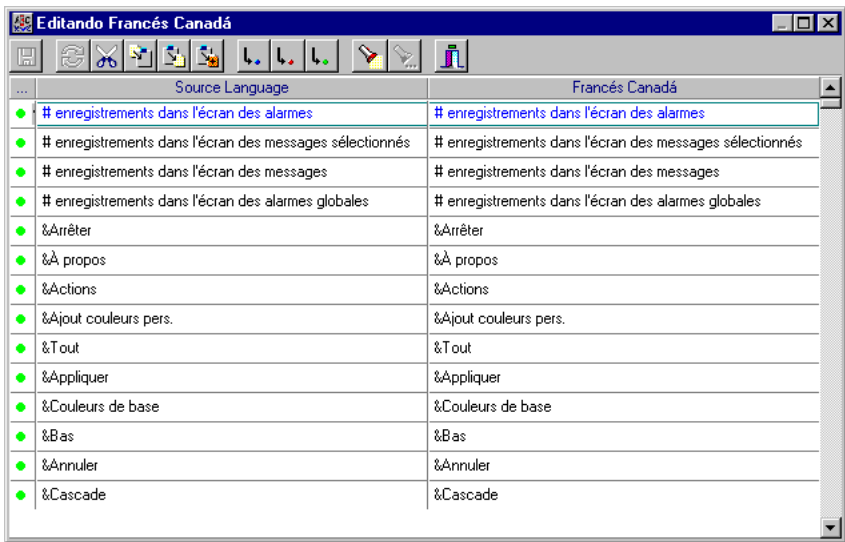 Editando Francés Canadá
... Source Language Francés Canadá
# enregistrements dans l'écran des alarmes # enregistrements dans l'écran des alarmes
# enregistrements dans l'écran des messages sélectionnés # enregistrements dans l'écran des messages sélectionnés
# enregistrements dans l'écran des messages # enregistrements dans l'écran des messages
# enregistrements dans l'écran des alarmes globales # enregistrements dans l'écran des alarmes globales
&Arrêter &Arrêter
&À propos &À propos
&Actions &Actions
&Ajout couleurs pers. &Ajout couleurs pers.
&Tout &Tout
&Appliquer &Appliquer
&Couleurs de base &Couleurs de base
&Bas &Bas
&Annuler &Annuler
&Cascade &Cascade